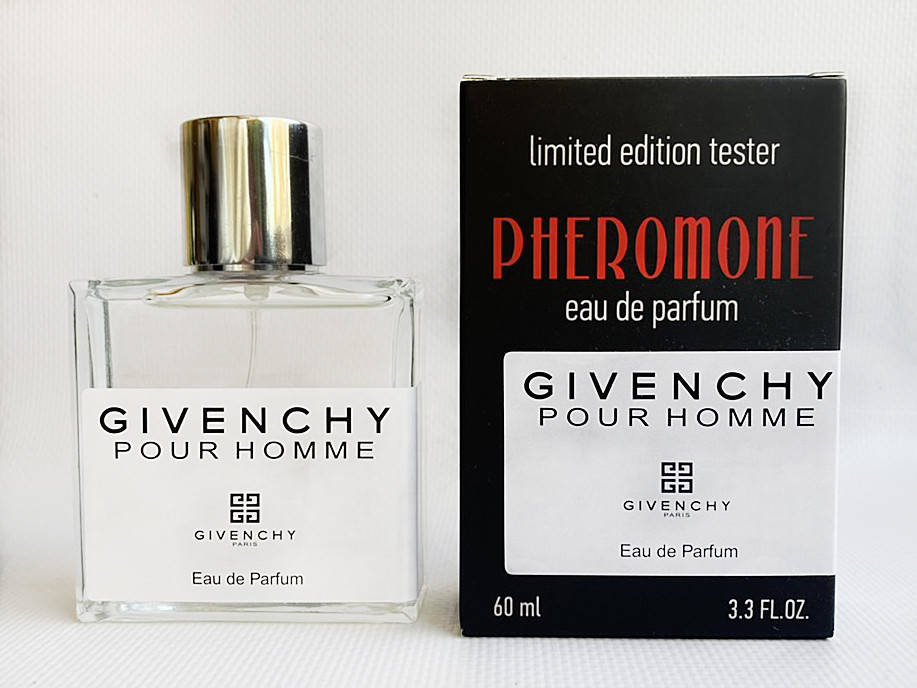 GIVENCHY
POUR HOMME
GIVENCHY
PARIS
Eau de Parfum
limited edition tester
PHEROMONE
eau de parfum
GIVENCHY
POUR HOMME
GIVENCHY
PARIS
Eau de Parfum
60 ml 3.3 FL.OZ.